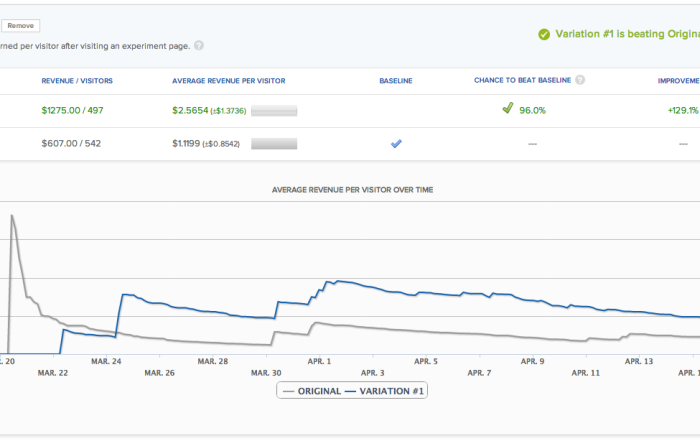 Remove
Variation #1 is beating Origina
rned per visitor after visiting an experiment page. ?
REVENUE / VISITORS AVERAGE REVENUE PER VISITOR BASELINE CHANCE TO BEAT BASELINE ? IMPROVEME
$1275.00 / 497 $2.5654 (±$1.3736) 96.0% +129.1%
$607.00 / 542 $1.1199 (±$0.8542) — —
AVERAGE REVENUE PER VISITOR OVER TIME
. 20 MAR. 24 MAR. 28 APR. 1 APR. 5 APR. 9 APR. 13
MAR. 22 MAR. 26 MAR. 30 APR. 3 APR. 7 APR. 11 APR. 1
ORIGINAL VARIATION #1